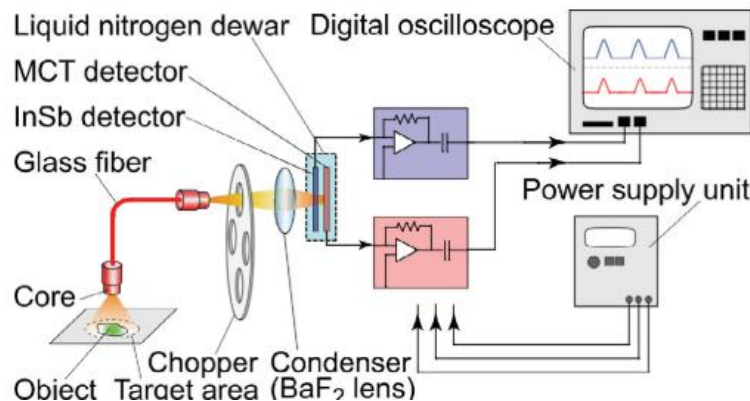 Liquid nitrogen dewar
Digital oscilloscope
MCT detector
InSb detector
Glass fiber
Power supply unit
Core
Chopper
Condenser
(BaF₂ lens)
Object
Target area